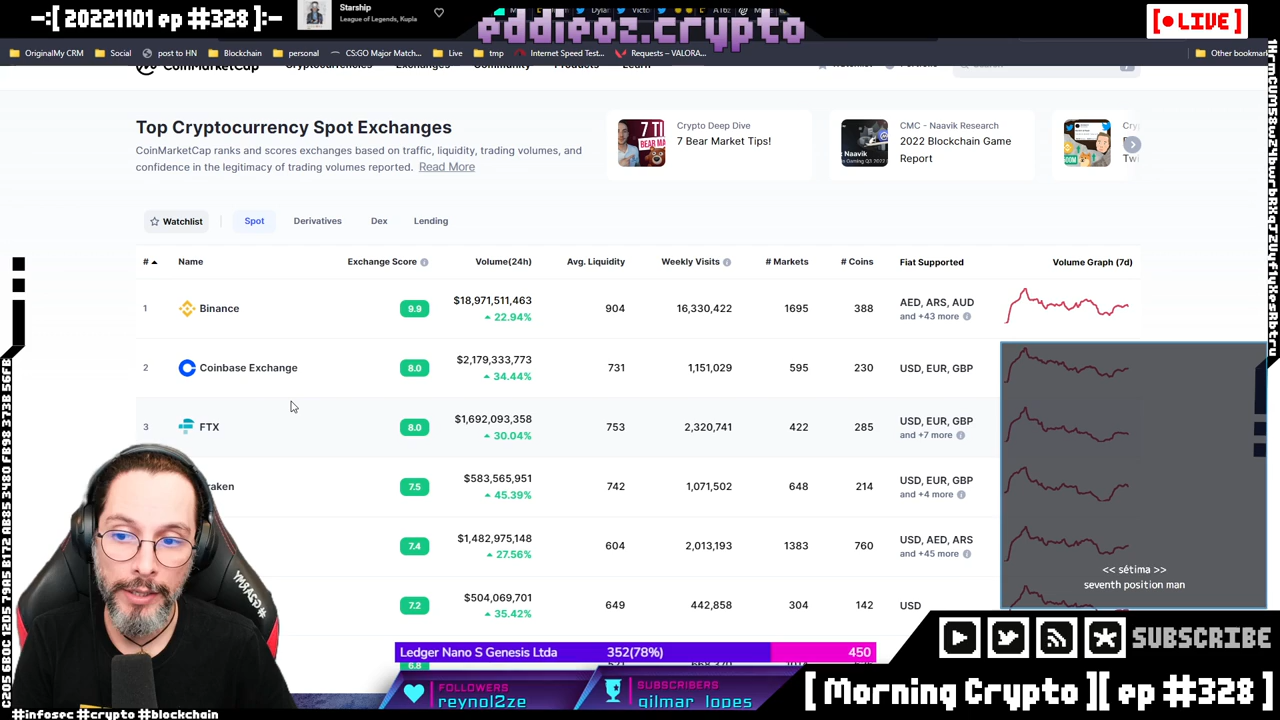 -:[ 20221101 ep #328 ]:-
Starship
League of Legends, Kupla
eddieoz.crypto
[ LIVE ]
OriginalMy CRM
Social
post to HN
Blockchain
personal
CS:GO Major Match...
Live
tmp
Internet Speed Test...
Requests – VALORA...
Other bookmar
CoinMarketCap
Cryptocurrencies
Exchanges
Community
Products
Learn
Top Cryptocurrency Spot Exchanges
CoinMarketCap ranks and scores exchanges based on traffic, liquidity, trading volumes, and
confidence in the legitimacy of trading volumes reported. Read More
Crypto Deep Dive
7 Bear Market Tips!
CMC - Naavik Research
2022 Blockchain Game
Report
Watchlist
Spot
Derivatives
Dex
Lending
# Name Exchange Score Volume(24h) Avg. Liquidity Weekly Visits # Markets # Coins Fiat Supported Volume Graph (7d)
1 Binance 9.9 $18,971,511,463 904 16,330,422 1695 388 AED, ARS, AUD
22.94% and +43 more
2 Coinbase Exchange 8.0 $2,179,333,773 731 1,151,029 595 230 USD, EUR, GBP
34.44%
3 FTX 8.0 $1,692,093,358 753 2,320,741 422 285 USD, EUR, GBP
30.04% and +7 more
raken 7.5 $583,565,951 742 1,071,502 648 214 USD, EUR, GBP
45.39% and +4 more
7.4 $1,482,975,148 604 2,013,193 1383 760 USD, AED, ARS
27.56% and +45 more
7.2 $504,069,701 649 442,858 304 142 USD
35.42%
6.8
<< sétima >>
seventh position man
Ledger Nano S Genesis Ltda 352(78%) 450
FOLLOWERS
reynol2ze
SUBSCRIBERS
gilmar_lopes
SUBSCRIBE
[ Morning Crypto ][ ep #328 ]
#infosec #crypto #blockchain